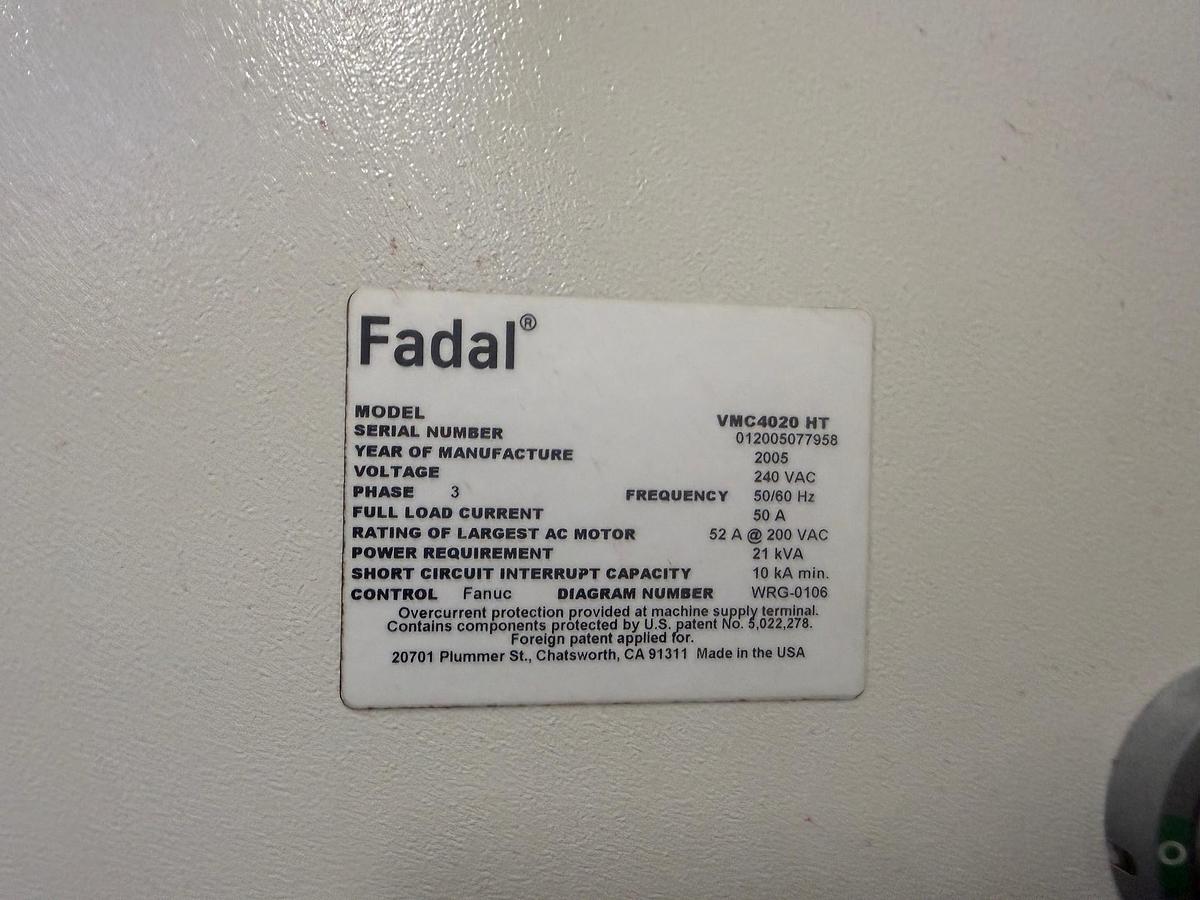 Fadal®
MODEL VMC4020 HT
SERIAL NUMBER 012005077958
YEAR OF MANUFACTURE 2005
VOLTAGE 240 VAC
PHASE 3 FREQUENCY 50/60 Hz
FULL LOAD CURRENT 50 A
RATING OF LARGEST AC MOTOR 52 A @ 200 VAC
POWER REQUIREMENT 21 kVA
SHORT CIRCUIT INTERRUPT CAPACITY 10 kA min.
CONTROL Fanuc DIAGRAM NUMBER WRG-0106
Overcurrent protection provided at machine supply terminal.
Contains components protected by U.S. patent No. 5,022,278.
Foreign patent applied for.
20701 Plummer St., Chatsworth, CA 91311 Made in the USA
O